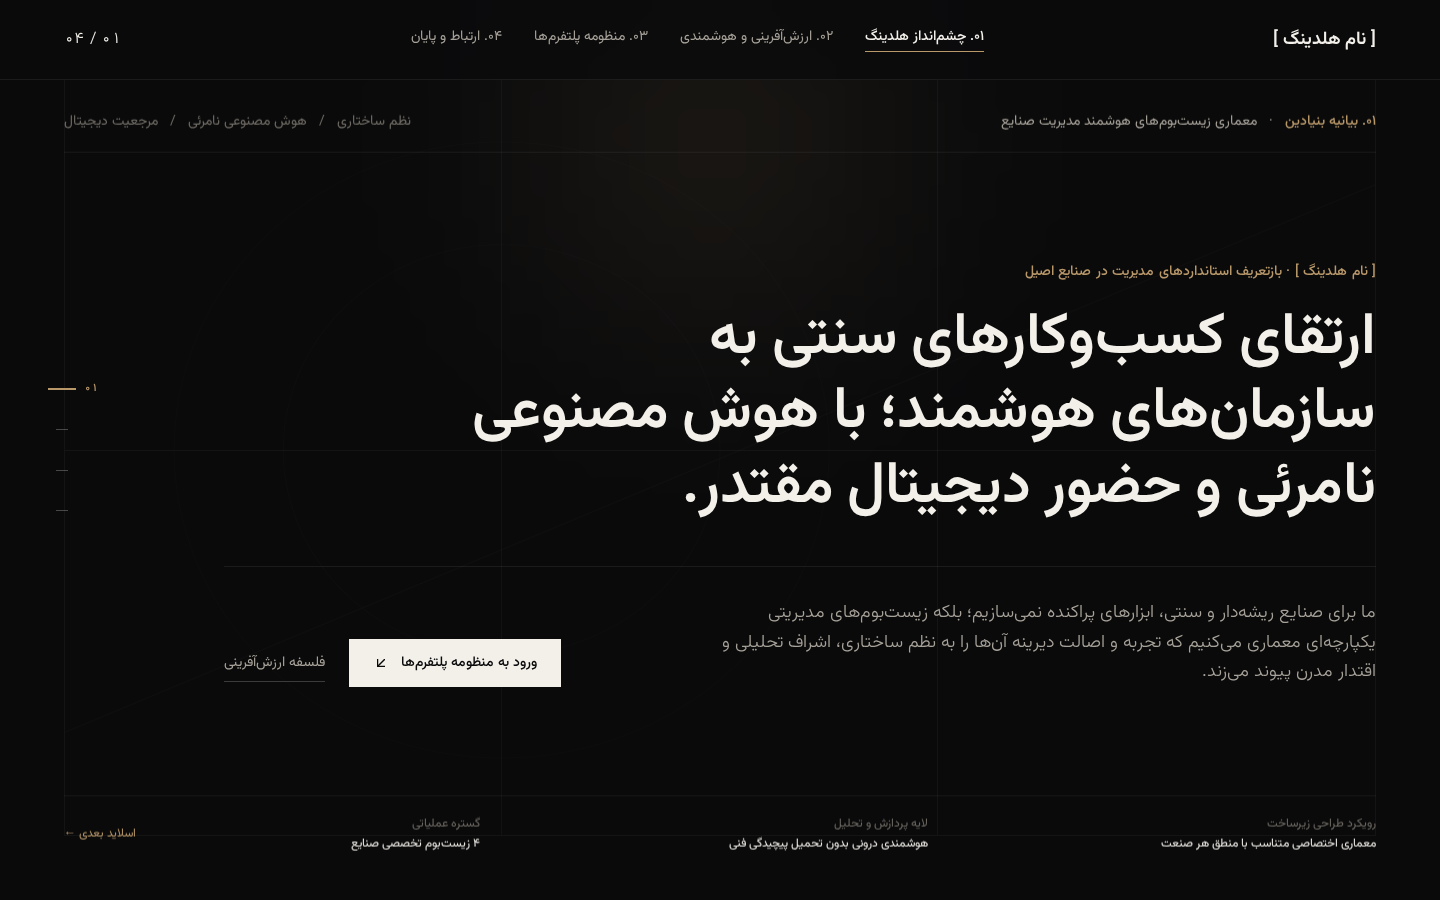 [ نام هلدینگ ]
۰۱. چشم‌انداز هلدینگ
۰۲. ارزش‌آفرینی و هوشمندی
۰۳. منظومه پلتفرم‌ها
۰۴. ارتباط و پایان
۰۴ / ۰۱
۰۱. بیانیه بنیادین · معماری زیست‌بوم‌های هوشمند مدیریت صنایع
نظم ساختاری / هوش مصنوعی نامرئی / مرجعیت دیجیتال
[ نام هلدینگ ] · بازتعریف استانداردهای مدیریت در صنایع اصیل
ارتقای کسب‌وکارهای سنتی به
سازمان‌های هوشمند؛ با هوش مصنوعی
نامرئی و حضور دیجیتال مقتدر.
۰۱
ما برای صنایع ریشه‌دار و سنتی، ابزارهای پراکنده نمی‌سازیم؛ بلکه زیست‌بوم‌های مدیریتی
یکپارچه‌ای معماری می‌کنیم که تجربه و اصالت دیرینه آن‌ها را به نظم ساختاری، اشراف تحلیلی و
اقتدار مدرن پیوند می‌زند.
ورود به منظومه پلتفرم‌ها ↙
فلسفه ارزش‌آفرینی
رویکرد طراحی زیرساخت
معماری اختصاصی متناسب با منطق هر صنعت
لایه پردازش و تحلیل
هوشمندی درونی بدون تحمیل پیچیدگی فنی
گستره عملیاتی
۴ زیست‌بوم تخصصی صنایع
اسلاید بعدی ←